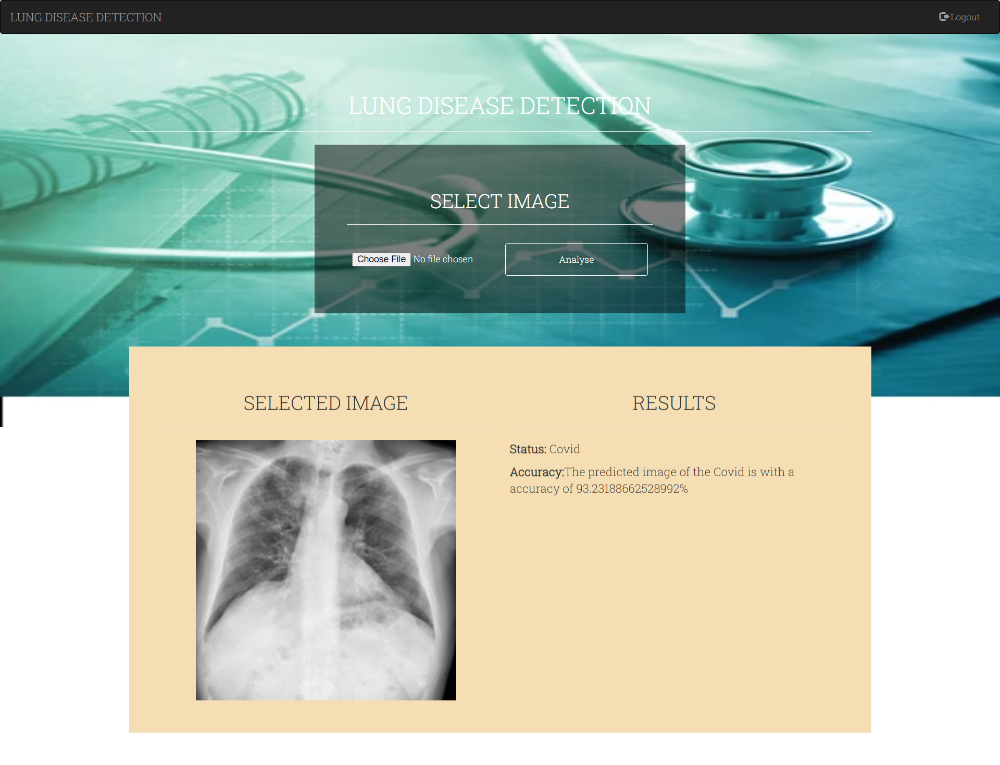 LUNG DISEASE DETECTION
Logout
LUNG DISEASE DETECTION
SELECT IMAGE
Choose File No file chosen
Analyse
SELECTED IMAGE
RESULTS
Status: Covid
Accuracy:The predicted image of the Covid is with a
accuracy of 93.23188662528992%